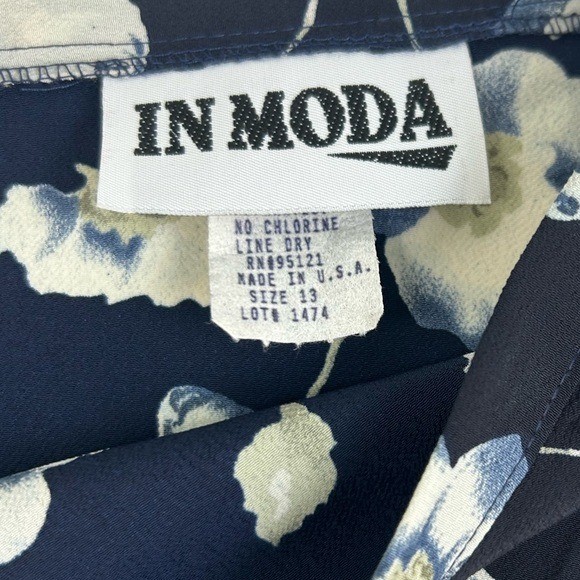 IN MODA
NO CHLORINE
LINE DRY
RN#95121
MADE IN U.S.A.
SIZE 13
LOT# 1474